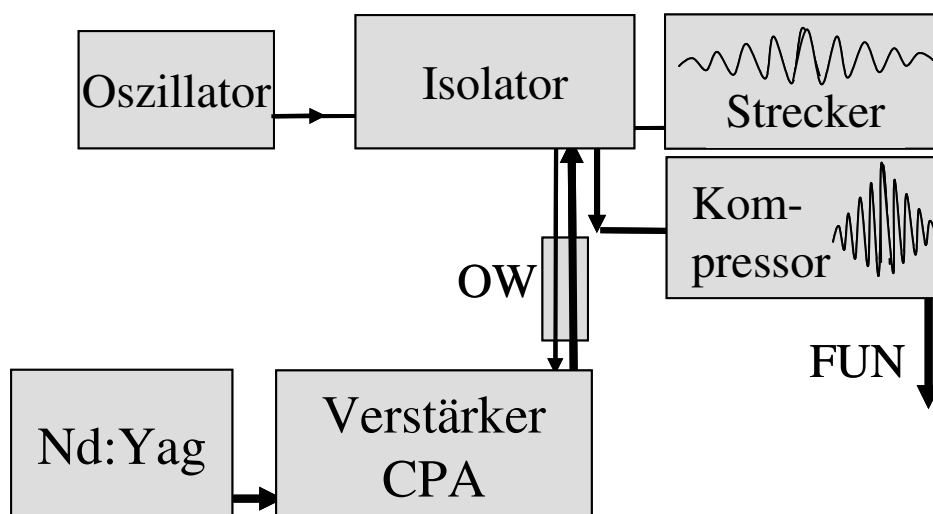 Oszillator
Isolator
Strecker
Kom-
pressor
OW
FUN
Nd:Yag
Verstärker
CPA